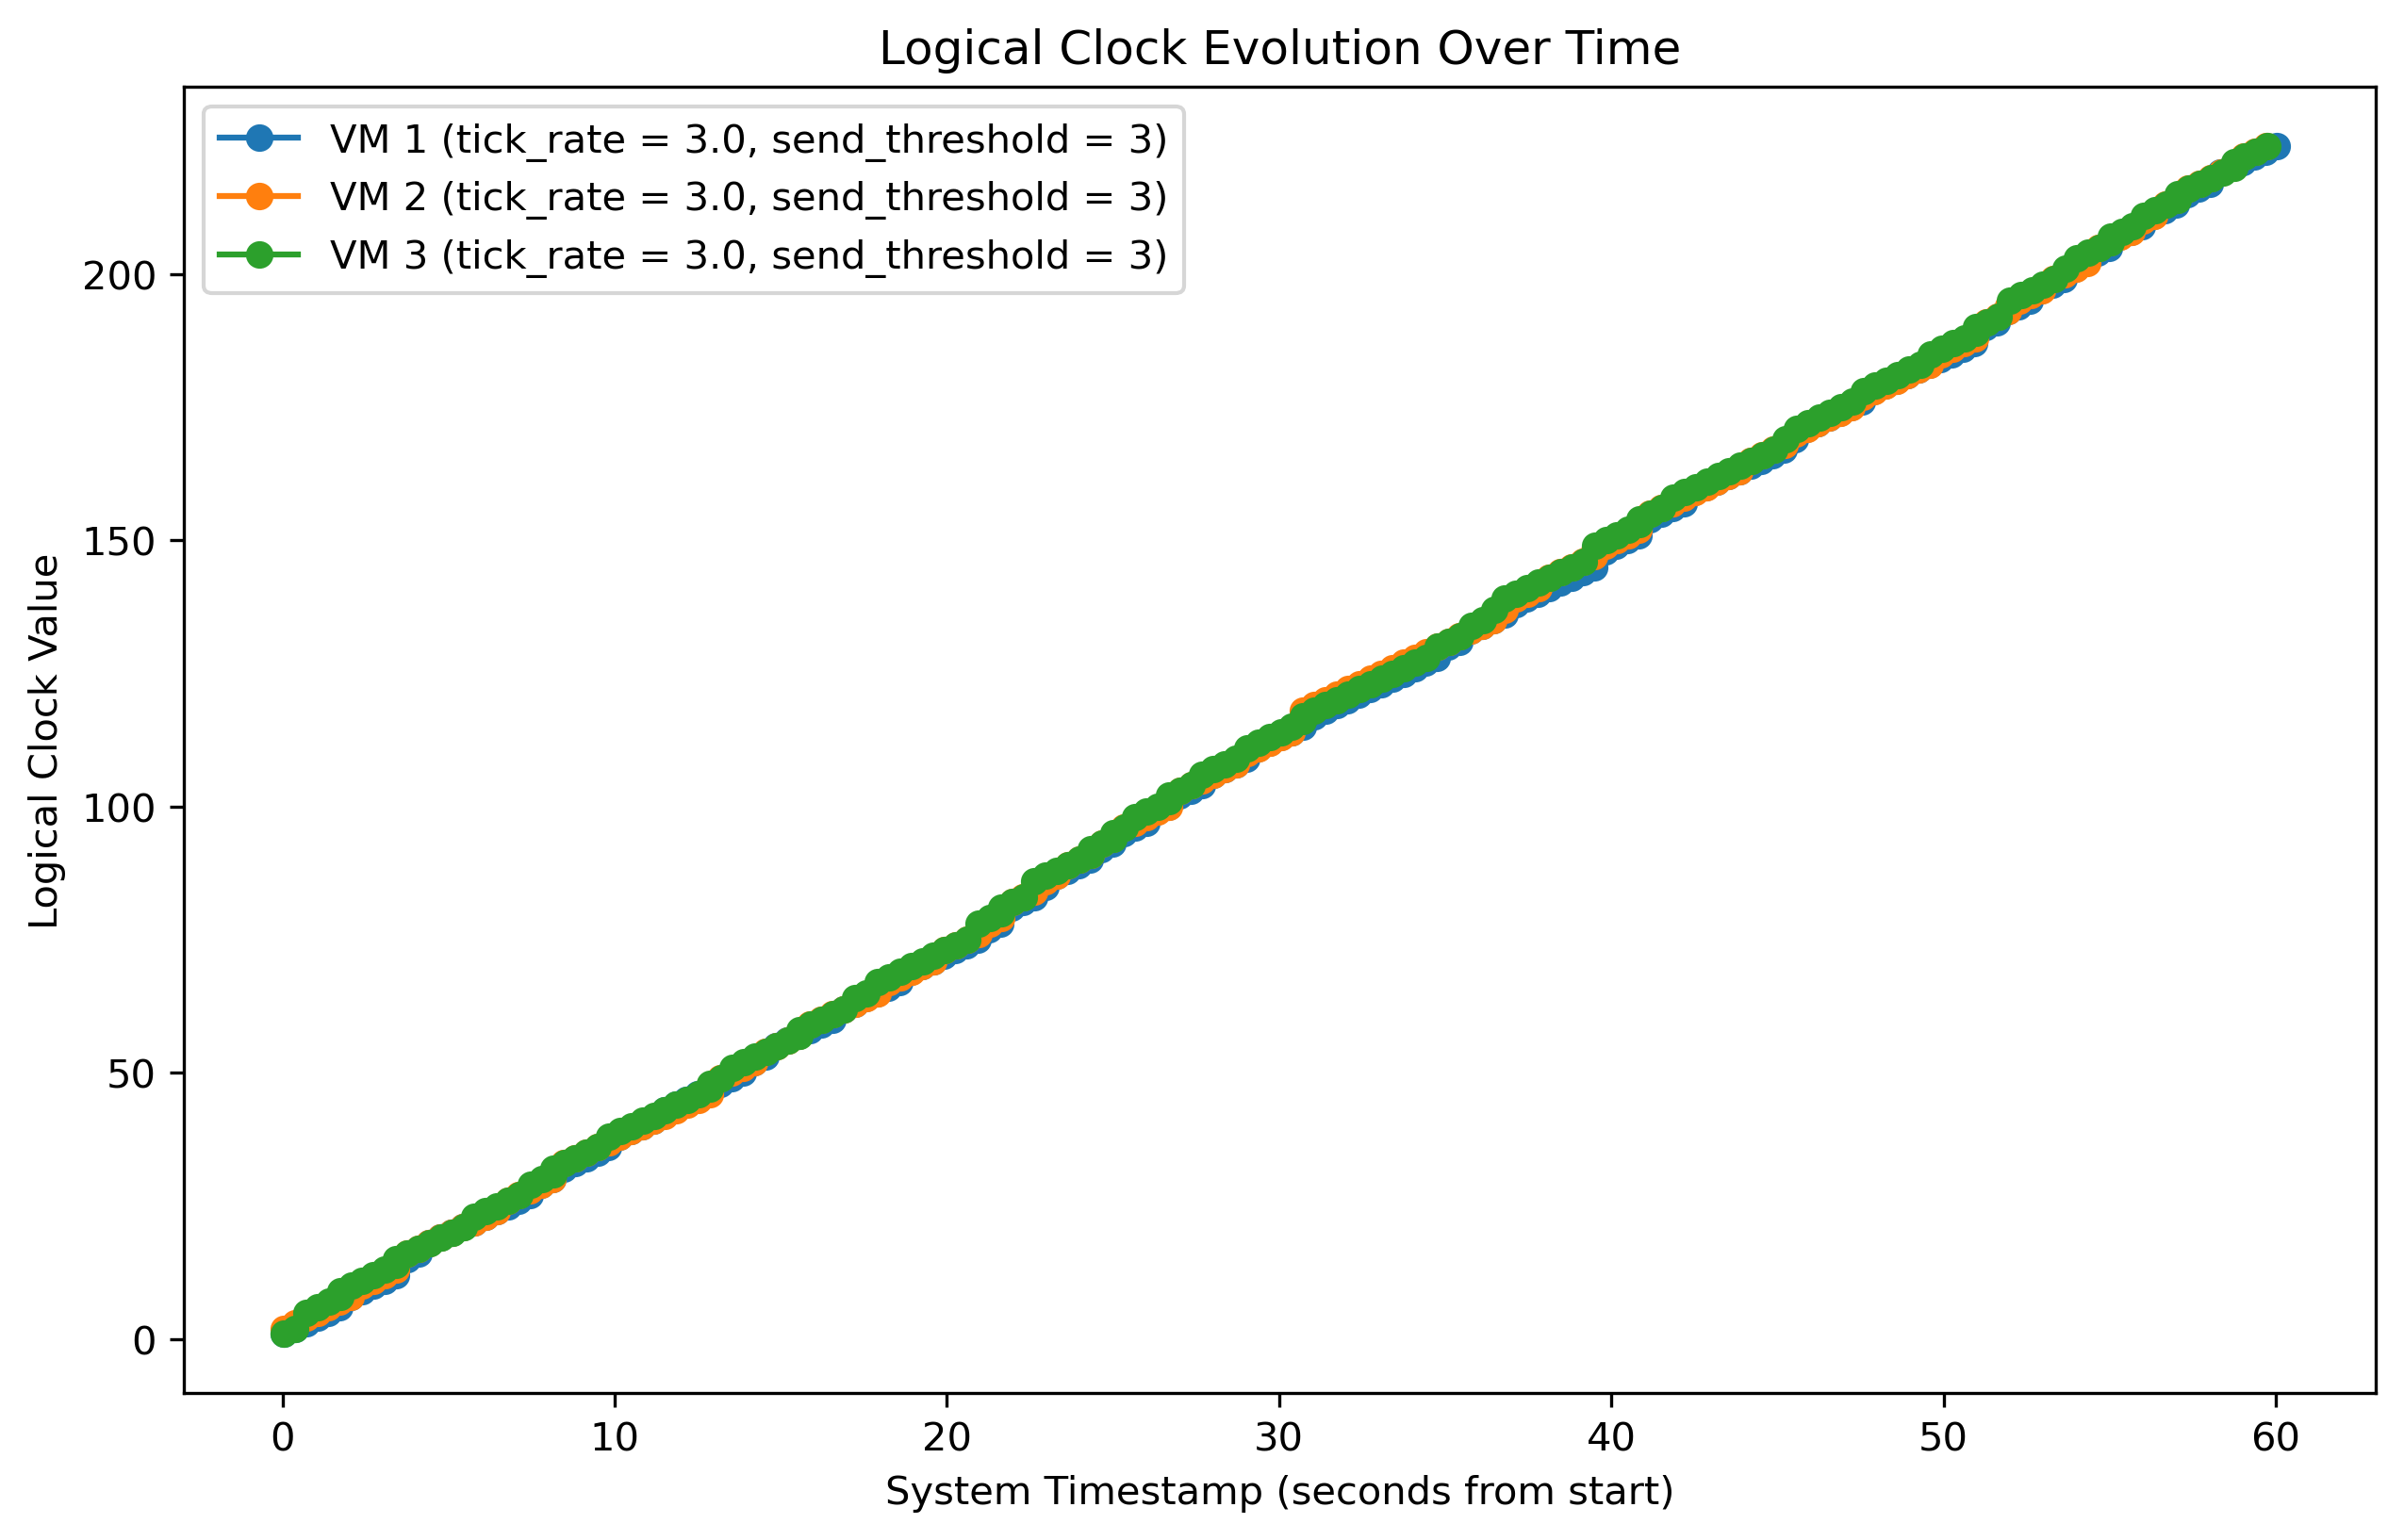 Logical Clock Evolution Over Time
VM 1 (tick_rate = 3.0, send_threshold = 3)
VM 2 (tick_rate = 3.0, send_threshold = 3)
VM 3 (tick_rate = 3.0, send_threshold = 3)
Logical Clock Value
200
150
100
50
0
0 10 20 30 40 50 60
System Timestamp (seconds from start)